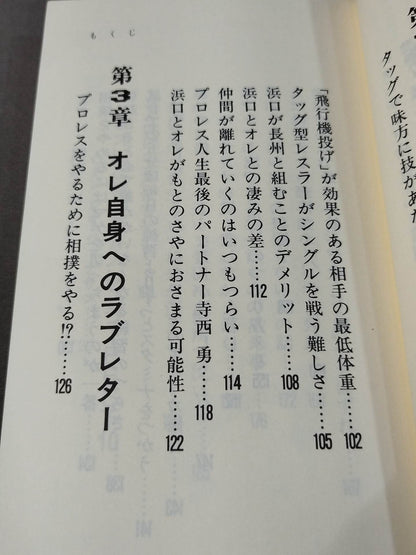 タッグで味方に技があた
「飛行機投げ」が効果のある相手の最低体重……102
タッグ型レスラーがシングルを戦う難しさ……105
浜口が長州と組むことのデメリット……108
浜口とオレとの凄みの差……112
仲間が離れていくのはいつもつらい……114
プロレス人生最後のパートナー寺西 勇……118
浜口とオレがもとのさやにおさまる可能性……122
第3章 オレ自身へのラブレター
プロレスをやるために相撲をやる!?……126
もくじ